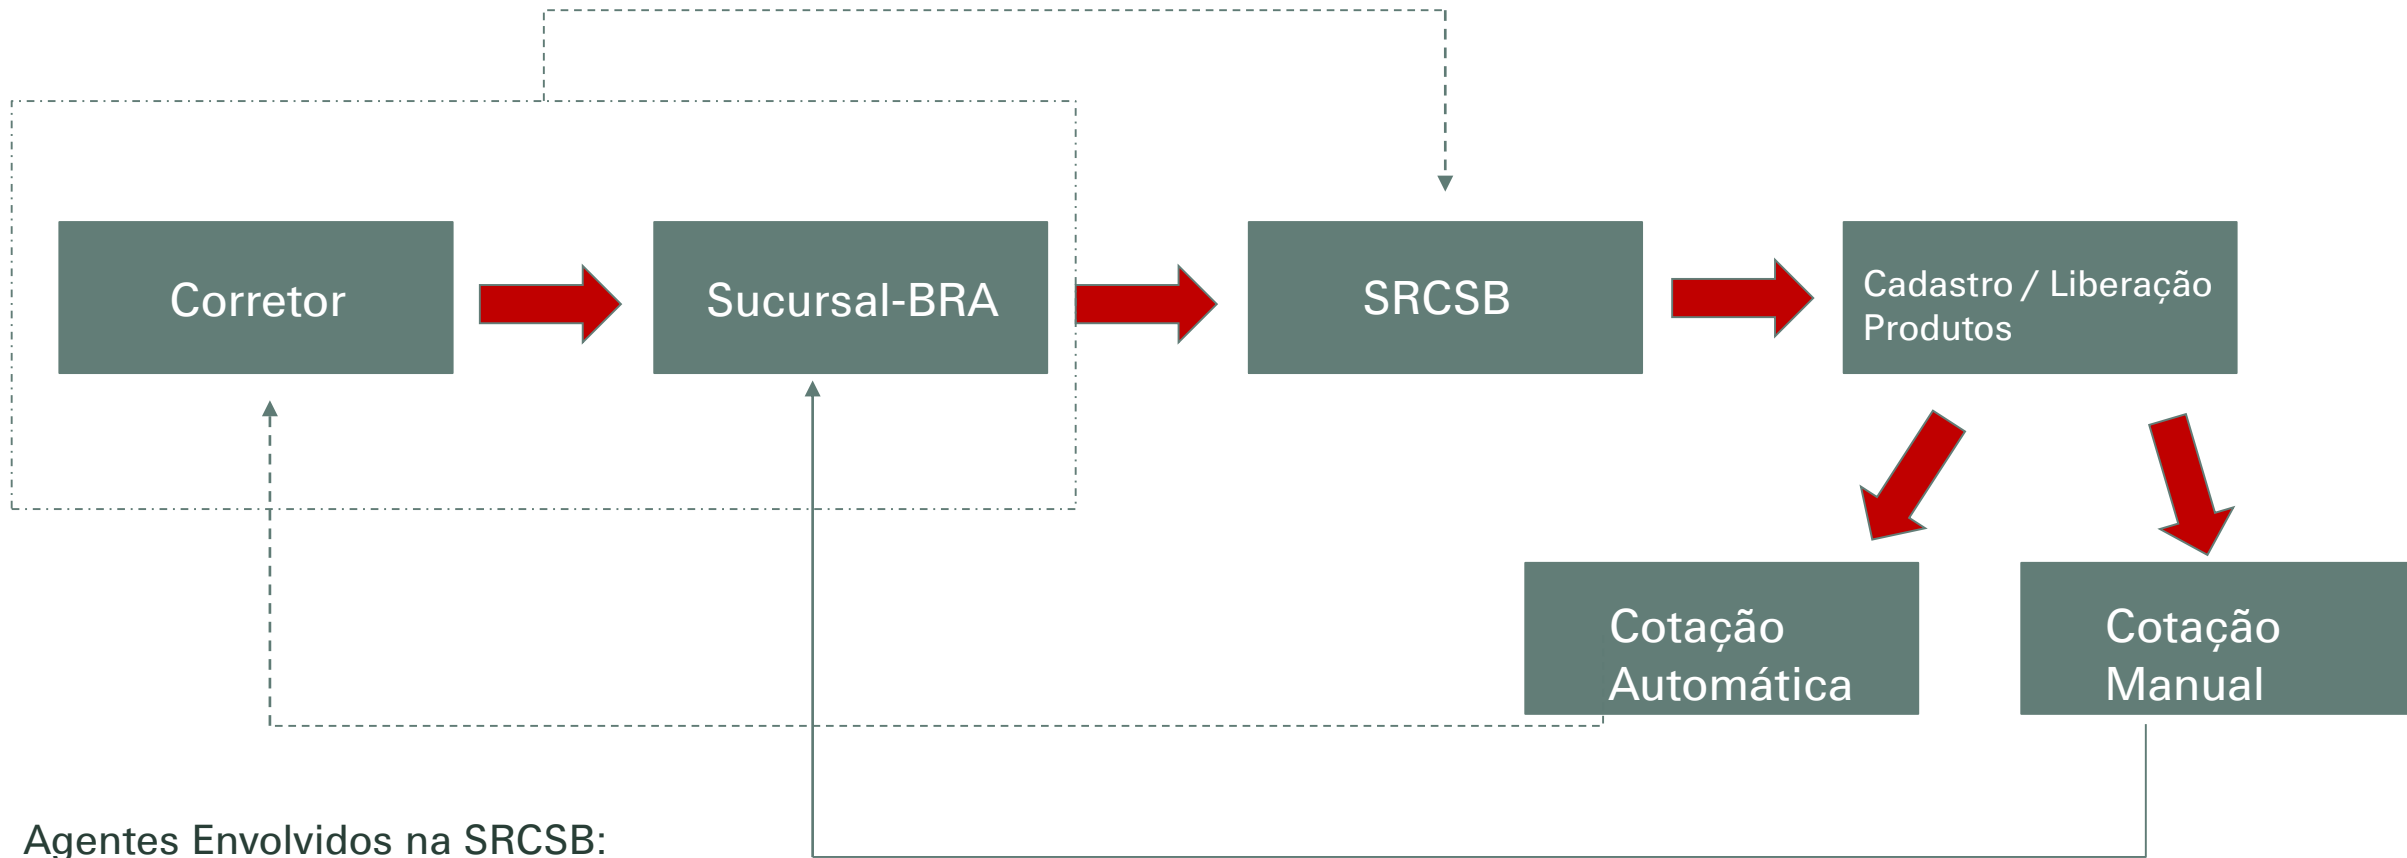 Corretor
Sucursal-BRA
SRCSB
Cadastro / Liberação
Produtos
Cotação
Automática
Cotação
Manual
Agentes Envolvidos na SRCSB: